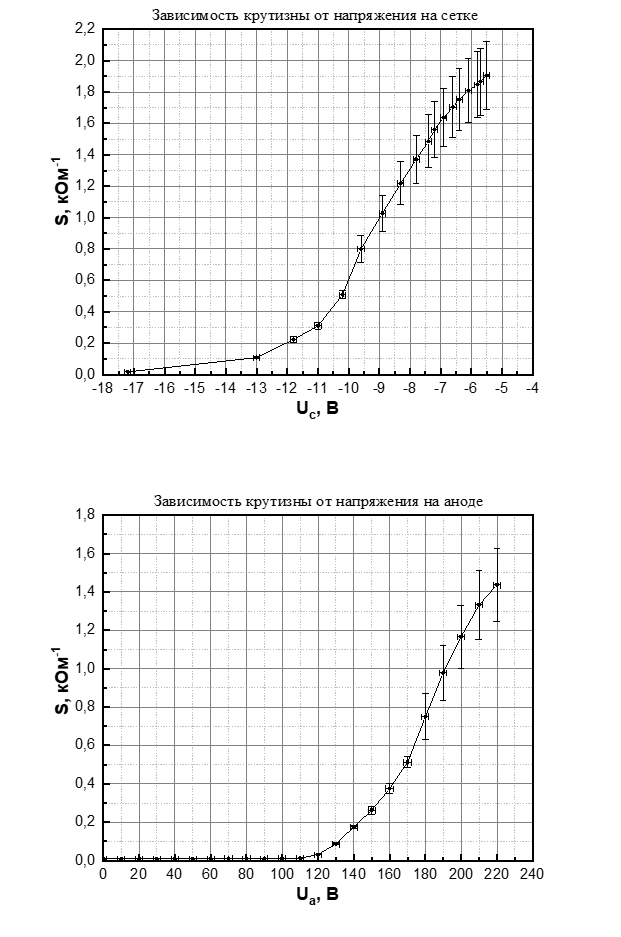 Зависимость крутизны от напряжения на сетке
2,2
2,0
1,8
1,6
1,4
1,2
1,0
0,8
0,6
0,4
0,2
0,0
S, кОм⁻¹
-18 -17 -16 -15 -14 -13 -12 -11 -10 -9 -8 -7 -6 -5 -4
Uc, В
Зависимость крутизны от напряжения на аноде
1,8
1,6
1,4
1,2
1,0
0,8
0,6
0,4
0,2
0,0
S, кОм⁻¹
0 20 40 60 80 100 120 140 160 180 200 220 240
Ua, В